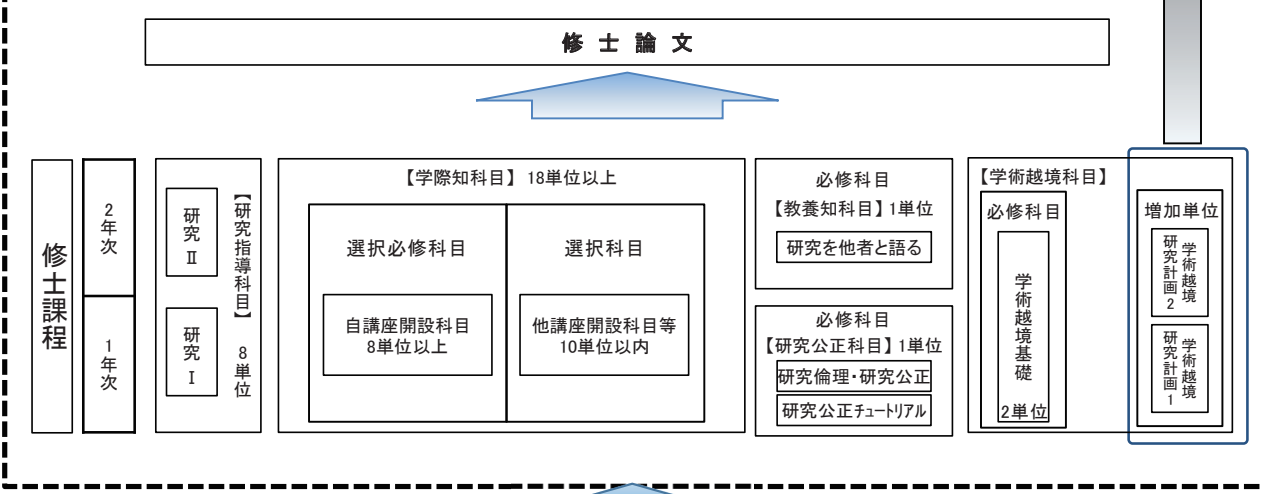 修士論文
修士課程
2年次
1年次
研究Ⅱ
研究Ⅰ
【研究指導科目】 8単位
【学際知科目】 18単位以上
選択必修科目
自講座開設科目
8単位以上
選択科目
他講座開設科目等
10単位以内
必修科目
【教養知科目】1単位
研究を他者と語る
必修科目
【研究公正科目】1単位
研究倫理・研究公正
研究公正チュートリアル
【学術越境科目】
必修科目
学術越境基礎
2単位
増加単位
学術越境
研究計画2
学術越境
研究計画1